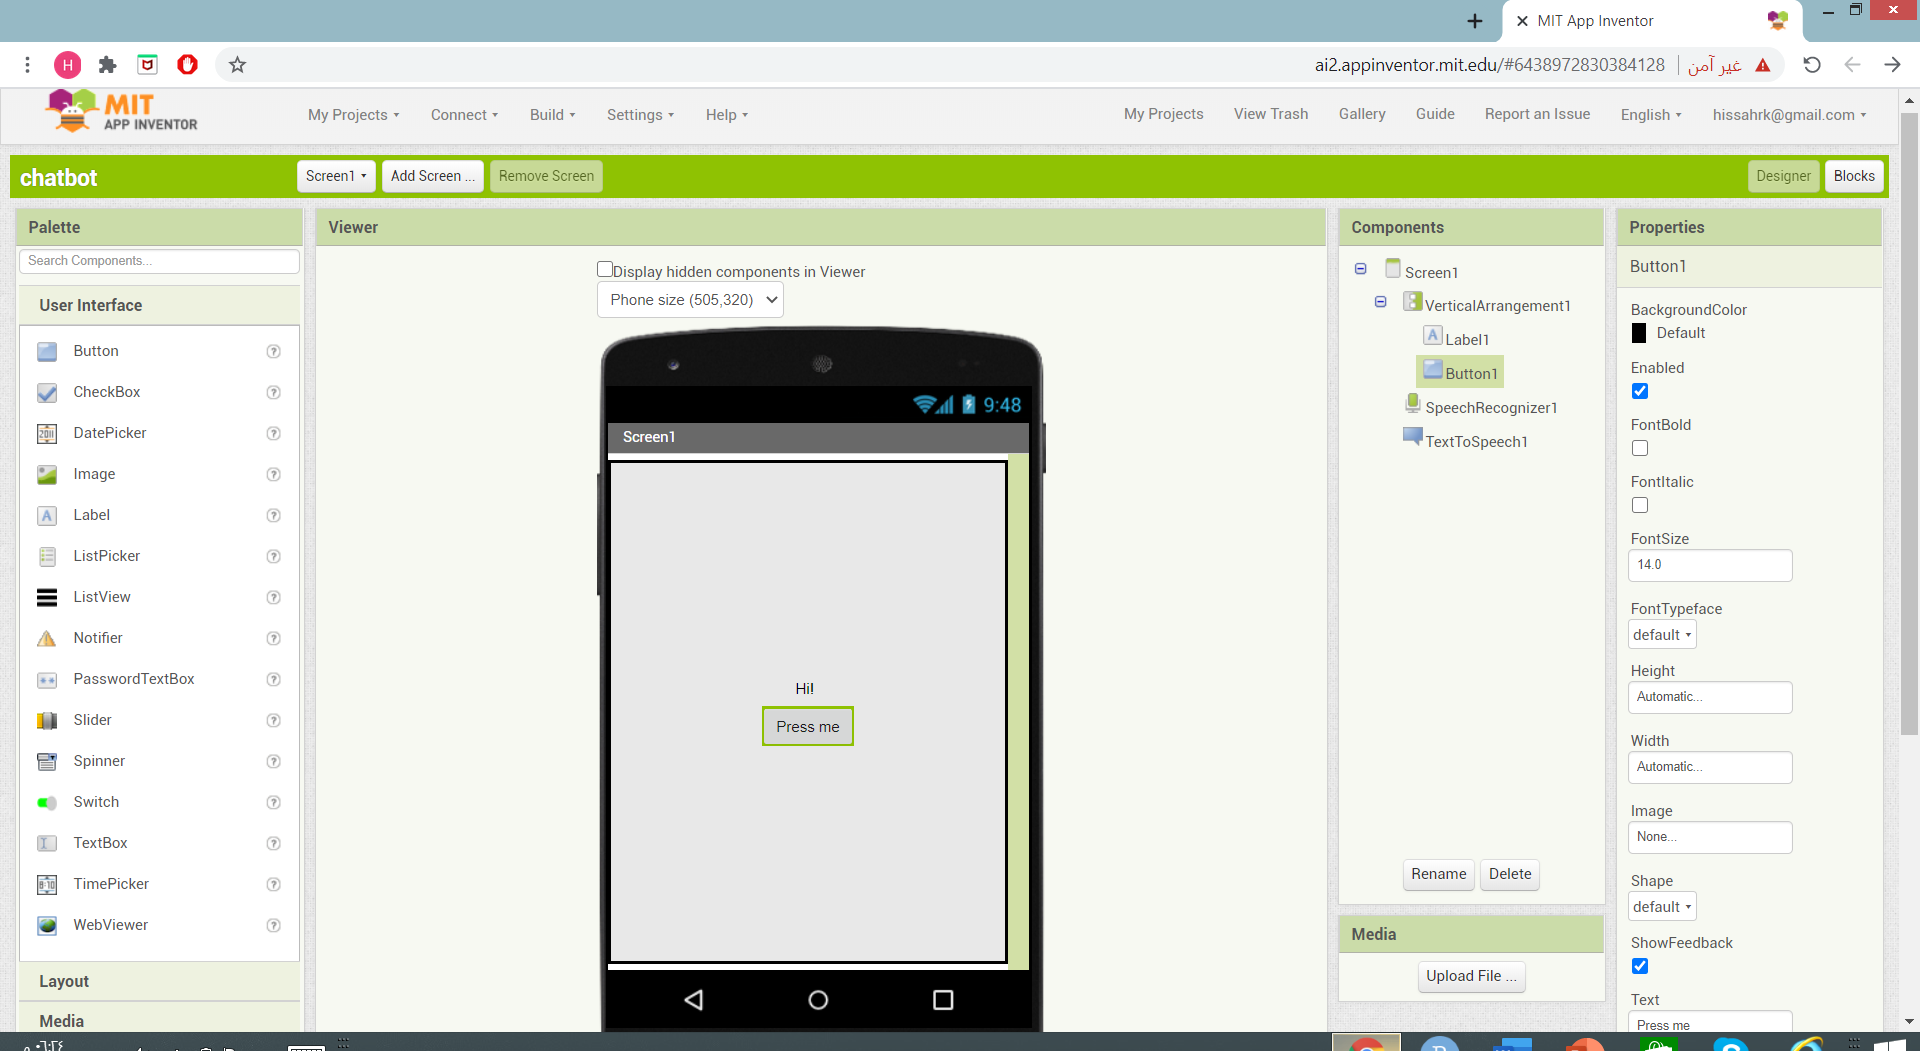 MIT App Inventor
H
ai2.appinventor.mit.edu/#6438972830384128
غير آمن
MIT
APP INVENTOR
My Projects
Connect
Build
Settings
Help
My Projects
View Trash
Gallery
Guide
Report an Issue
English
hissahrk@gmail.com
chatbot
Screen1
Add Screen ...
Remove Screen
Designer
Blocks
Palette
Search Components...
User Interface
Button
CheckBox
DatePicker
Image
Label
ListPicker
ListView
Notifier
PasswordTextBox
Slider
Spinner
Switch
TextBox
TimePicker
WebViewer
Layout
Media
Viewer
Display hidden components in Viewer
Phone size (505,320)
9:48
Screen1
Hi!
Press me
Components
Screen1
VerticalArrangement1
Label1
Button1
SpeechRecognizer1
TextToSpeech1
Rename
Delete
Media
Upload File ...
Properties
Button1
BackgroundColor
Default
Enabled
FontBold
FontItalic
FontSize
14.0
FontTypeface
default
Height
Automatic...
Width
Automatic...
Image
None...
Shape
default
ShowFeedback
Text
Press me